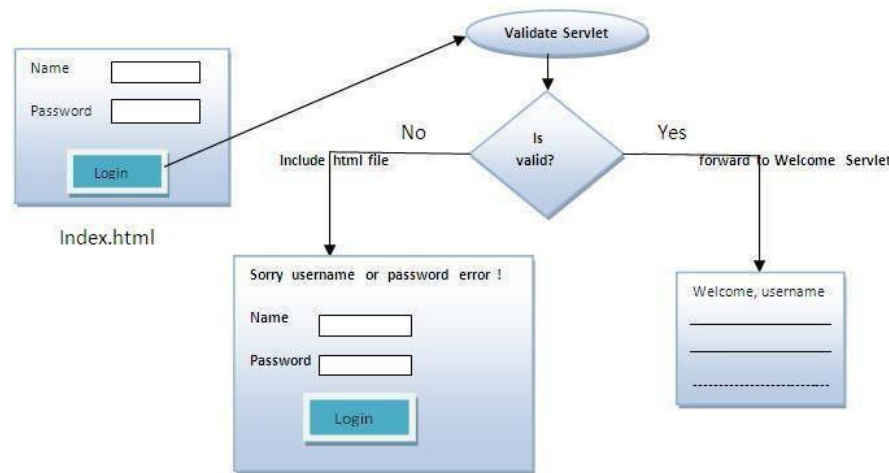 Validate Servlet
Name
Password
Login
Index.html
Is
valid?
No
Include html file
Yes
forward to Welcome Servlet
Sorry username or password error !
Name
Password
Login
Welcome, username